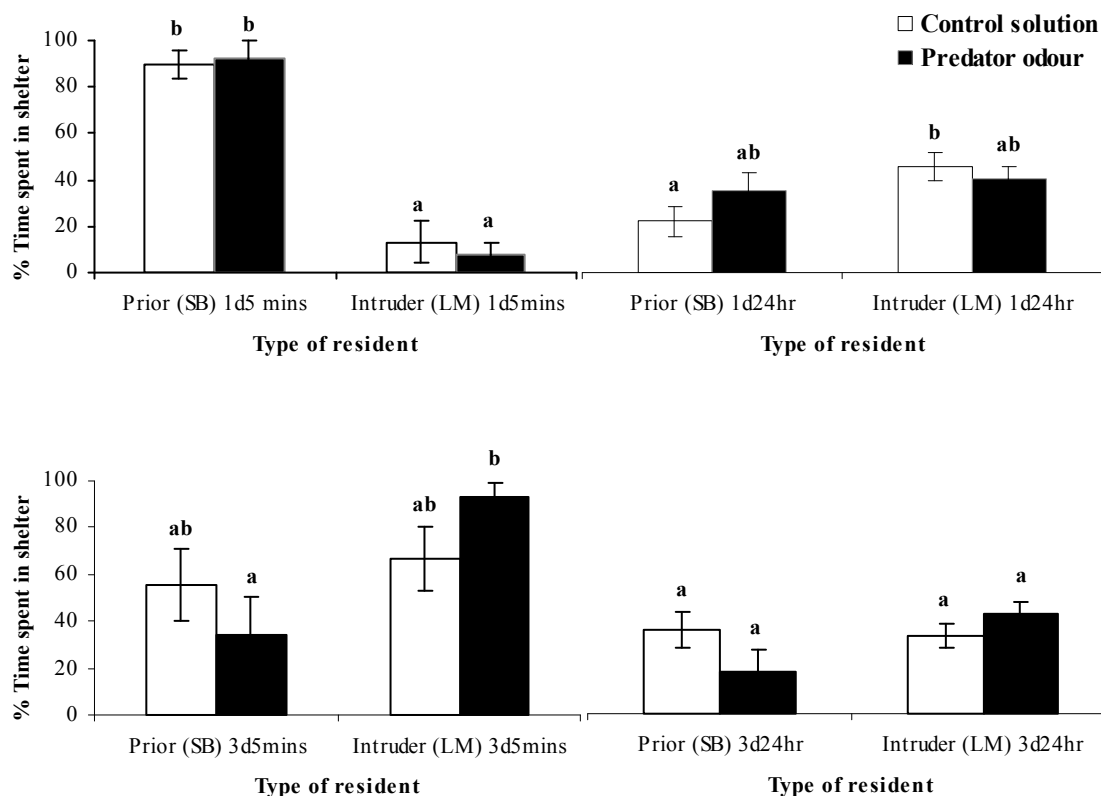 Control solution
Predator odour
% Time spent in shelter
100
80
60
40
20
0
b b
a a
a ab
b ab
Prior (SB) 1d5 mins Intruder (LM) 1d5mins
Prior (SB) 1d24hr Intruder (LM) 1d24hr
Type of resident
Type of resident
% Time spent in shelter
100
80
60
40
20
0
ab a
ab b
a a
a a
Prior (SB) 3d5mins Intruder (LM) 3d5mins
Prior (SB) 3d24hr Intruder (LM) 3d24hr
Type of resident
Type of resident